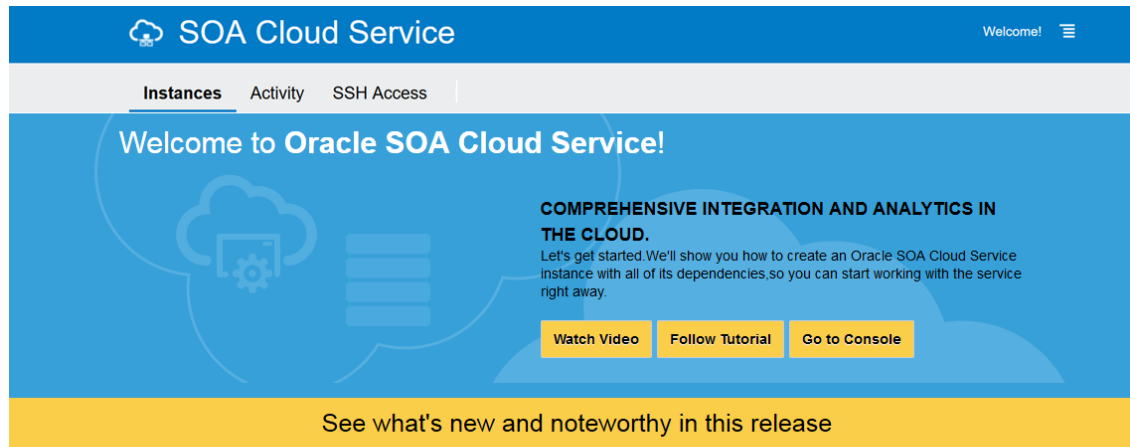 SOA Cloud Service
Welcome!
Instances Activity SSH Access
Welcome to Oracle SOA Cloud Service!
COMPREHENSIVE INTEGRATION AND ANALYTICS IN
THE CLOUD.
Let's get started.We'll show you how to create an Oracle SOA Cloud Service
instance with all of its dependencies,so you can start working with the service
right away.
Watch Video Follow Tutorial Go to Console
See what's new and noteworthy in this release